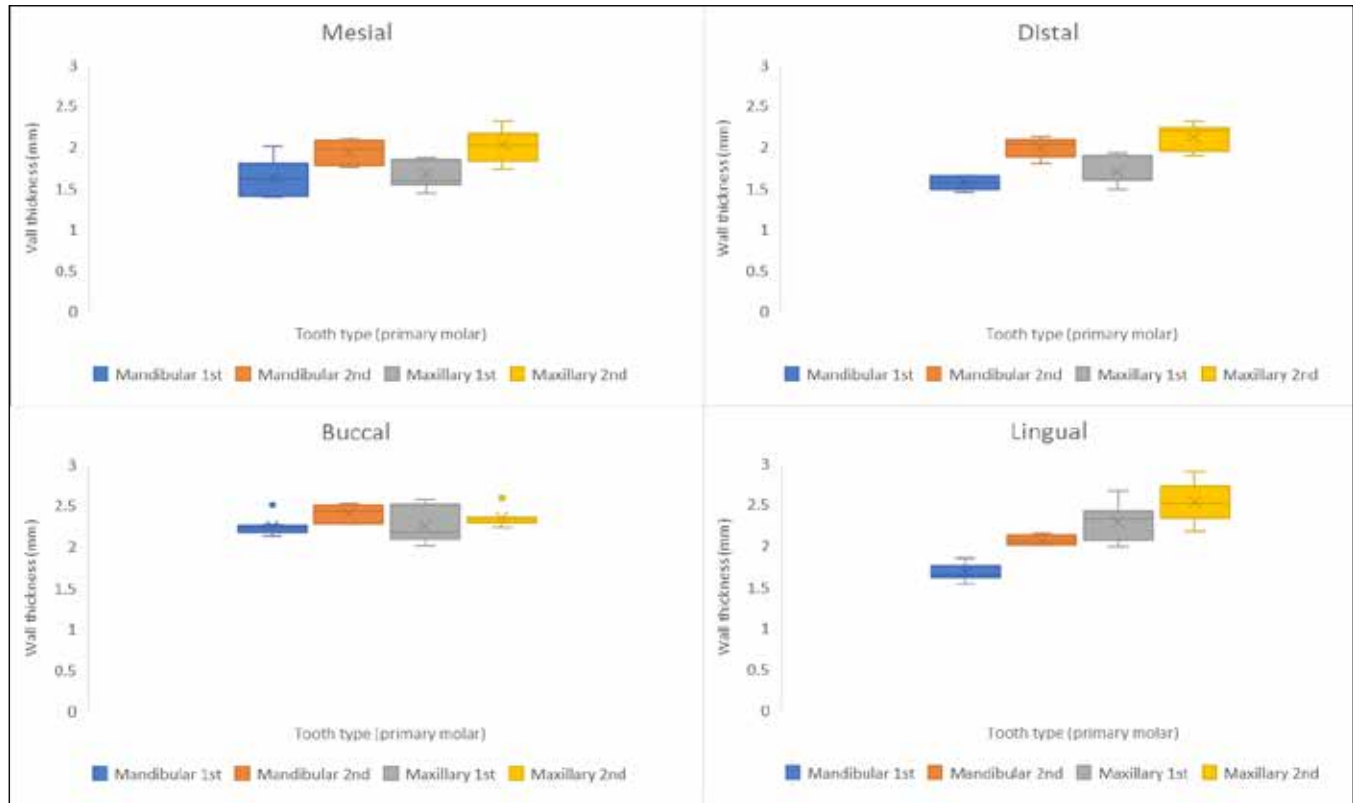 Mesial
3
2.5
2
1.5
1
0.5
0
Vall thickness (mm)
Tooth type (primary molar)
Mandibular 1st Mandibular 2nd Maxillary 1st Maxillary 2nd
Distal
3
2.5
2
1.5
1
0.5
0
Wall thickness (mm)
Tooth type (primary molar)
Mandibular 1st Mandibular 2nd Maxillary 1st Maxillary 2nd
Buccal
3
2.5
2
1.5
1
0.5
0
Wall thickness (mm)
Tooth type (primary molar)
Mandibular 1st Mandibular 2nd Maxillary 1st Maxillary 2nd
Lingual
3
2.5
2
1.5
1
0.5
0
Wall thickness (mm)
Tooth type (primary molar)
Mandibular 1st Mandibular 2nd Maxillary 1st Maxillary 2nd